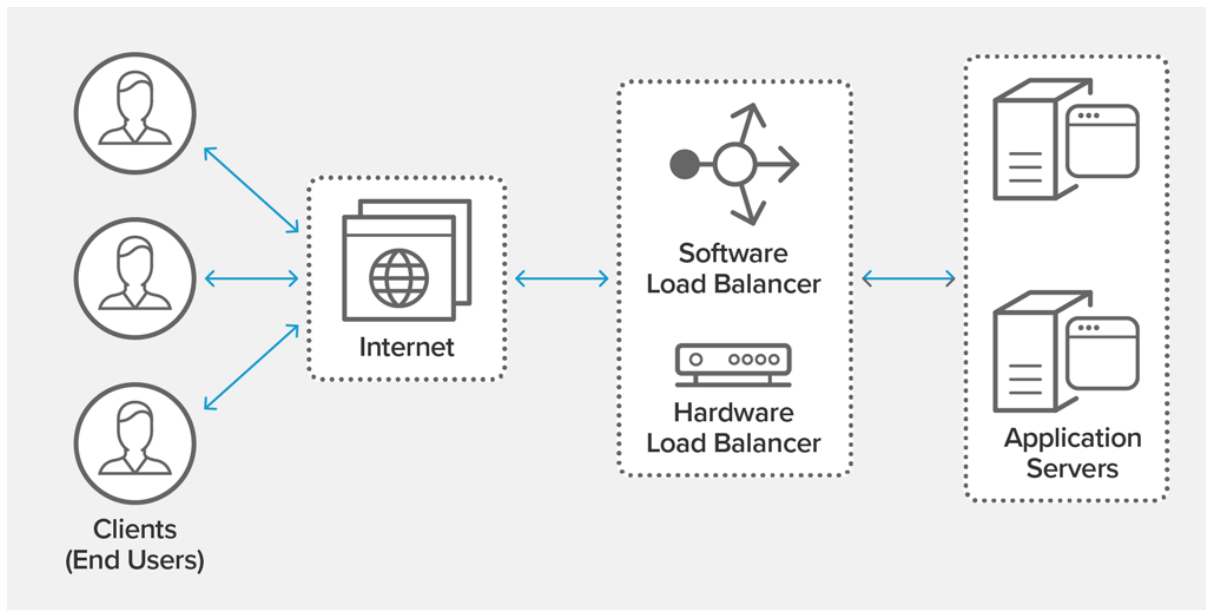 Clients
(End Users)
Internet
Software
Load Balancer
Hardware
Load Balancer
Application
Servers